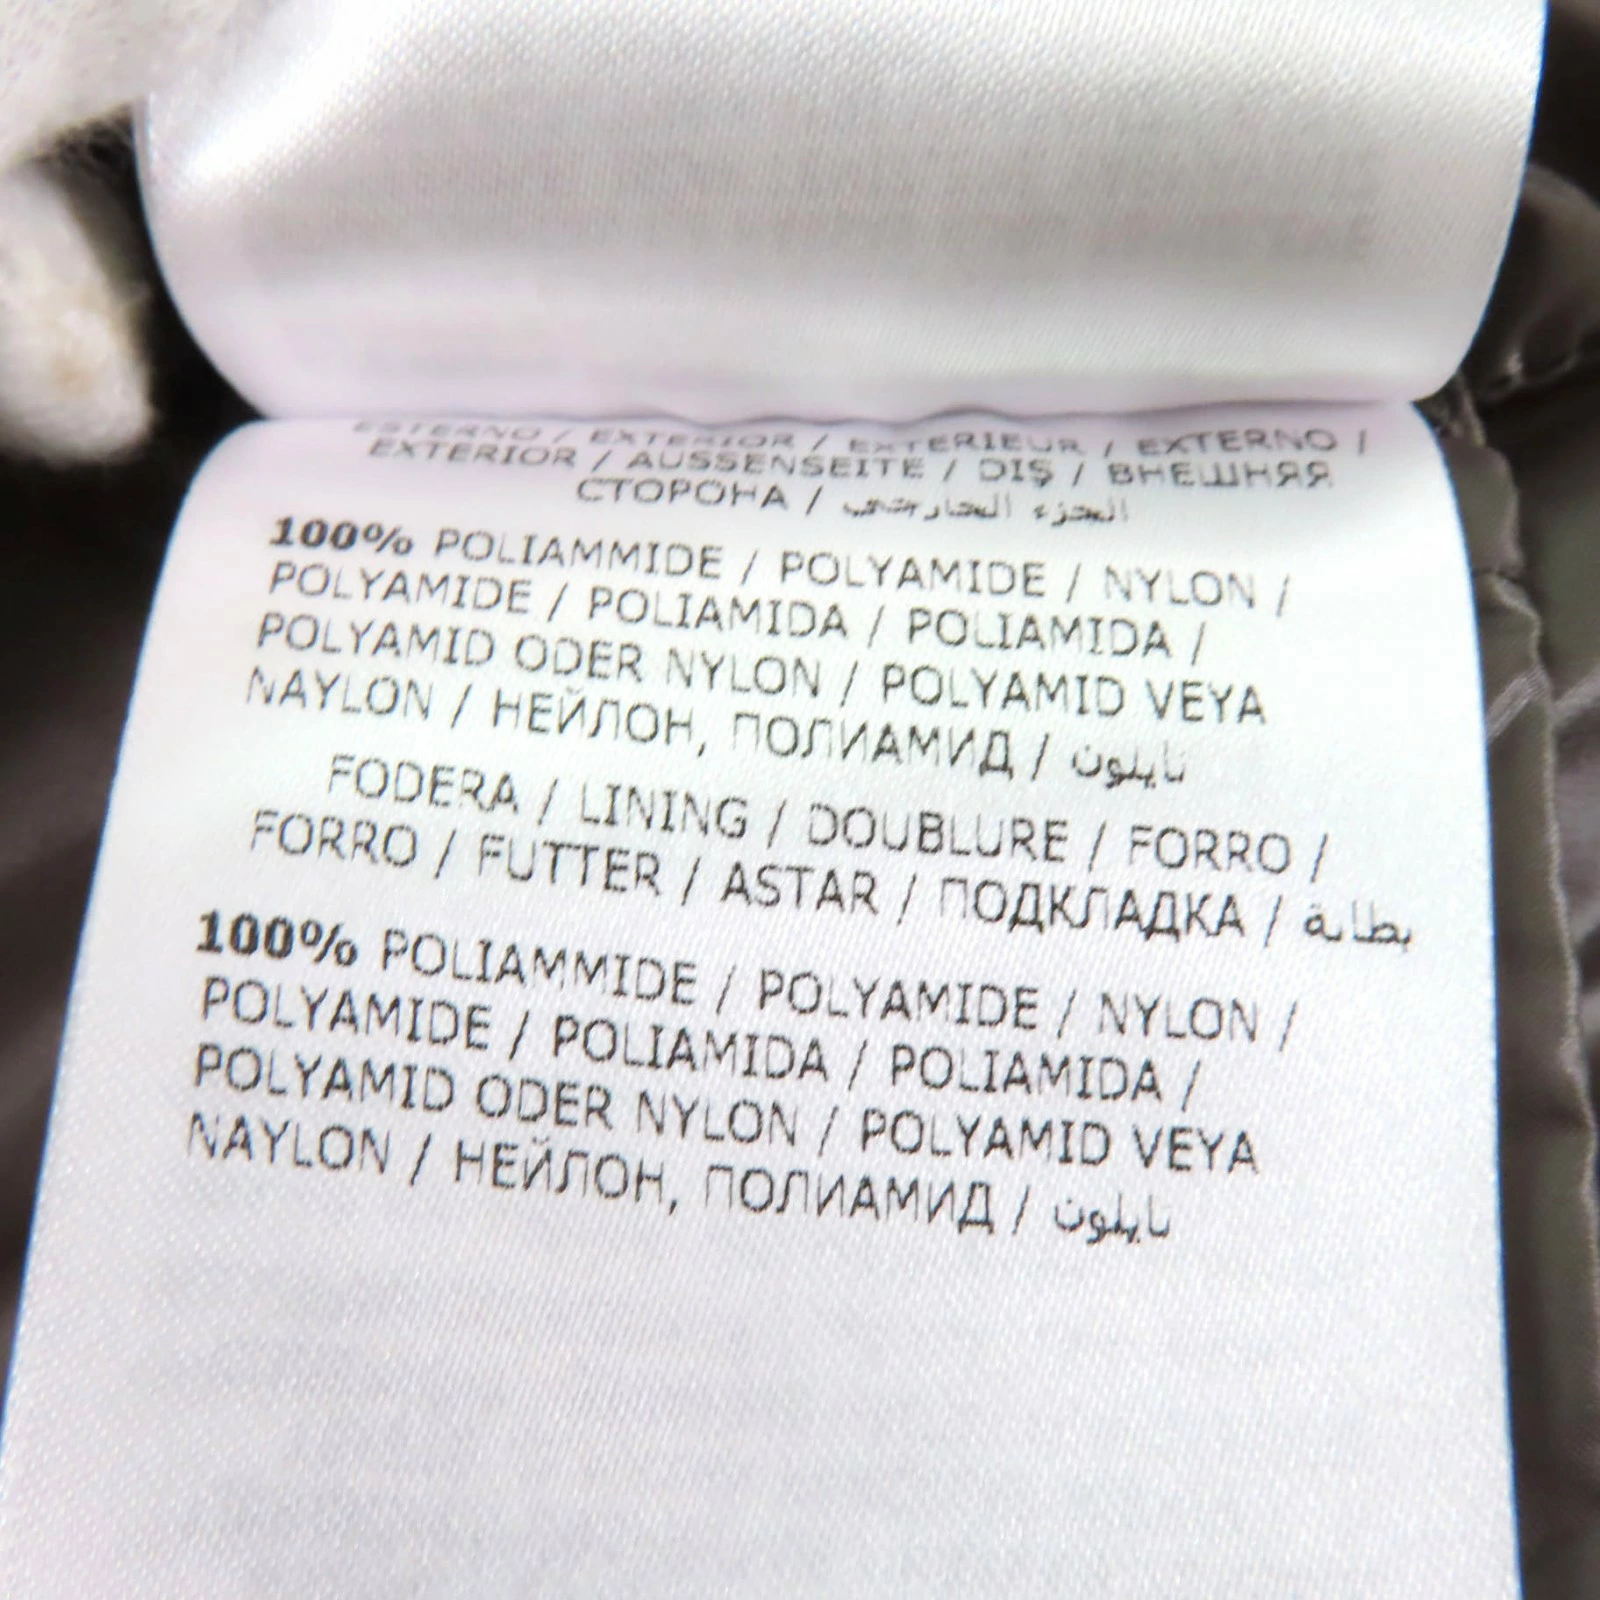 ESTERNO / EXTERIOR / EXTERIEUR / EXTERNO /
EXTERIOR / AUSSENSEITE / DIŞ / ВНЕШНЯЯ
СТОРОНА / الجزء الخارجي
100% POLIAMMIDE / POLYAMIDE / NYLON /
POLYAMIDE / POLIAMIDA / POLIAMIDA /
POLYAMID ODER NYLON / POLYAMID VEYA
NAYLON / НЕЙЛОН, ПОЛИАМИД / نايلون
FODERA / LINING / DOUBLURE / FORRO /
FORRO / FUTTER / ASTAR / ПОДКЛАДКА / بطانة
100% POLIAMMIDE / POLYAMIDE / NYLON /
POLYAMIDE / POLIAMIDA / POLIAMIDA /
POLYAMID ODER NYLON / POLYAMID VEYA
NAYLON / НЕЙЛОН, ПОЛИАМИД / نايلون